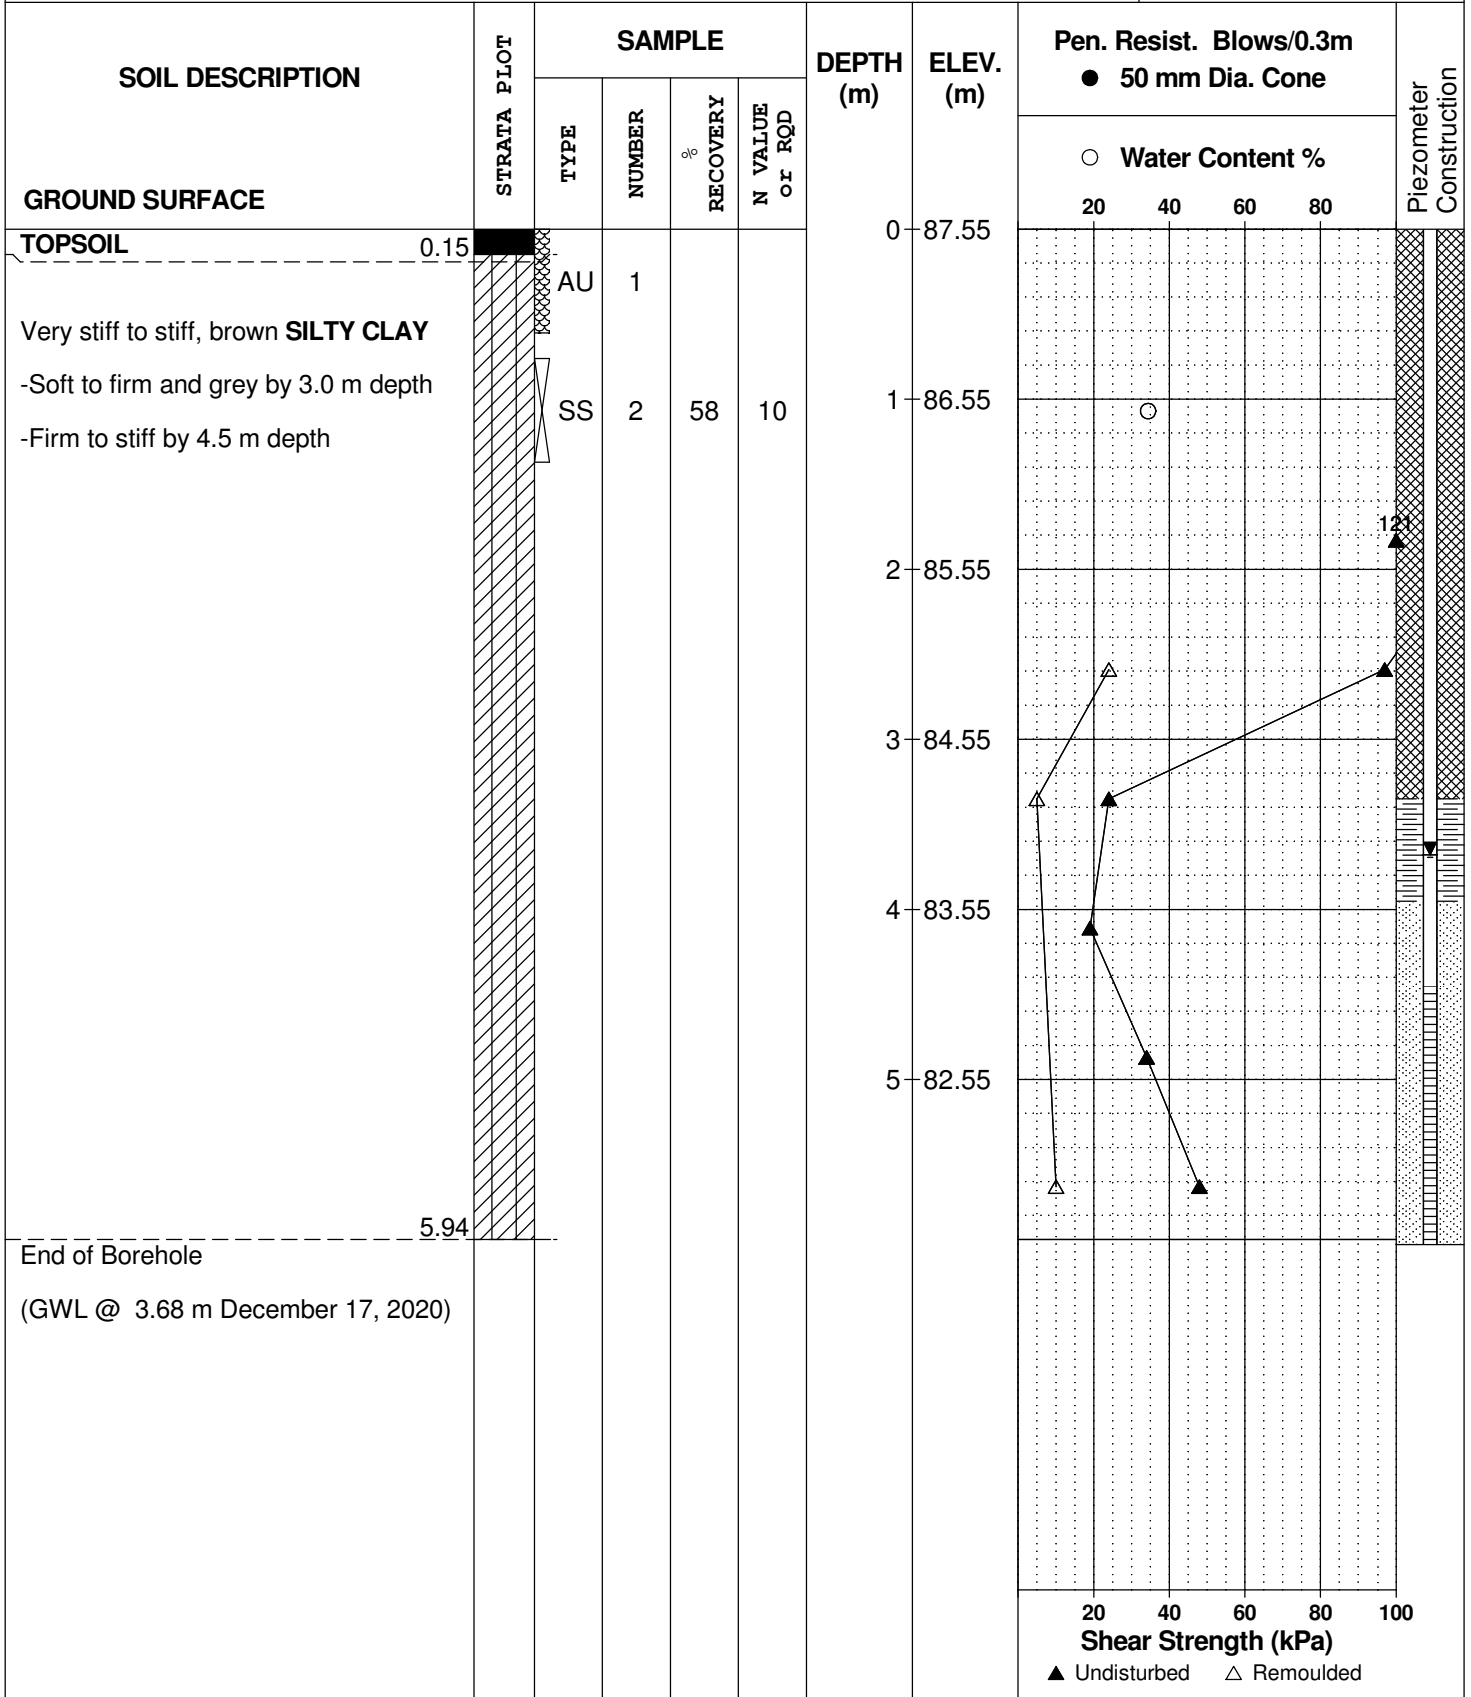 SOIL DESCRIPTION
GROUND SURFACE
STRATA PLOT
SAMPLE
TYPE
NUMBER
%
RECOVERY
N VALUE
or RQD
DEPTH
(m)
ELEV.
(m)
Pen. Resist. Blows/0.3m
● 50 mm Dia. Cone
○ Water Content %
20 40 60 80
Piezometer
Construction
TOPSOIL 0.15
0 87.55
AU 1
Very stiff to stiff, brown SILTY CLAY
-Soft to firm and grey by 3.0 m depth
-Firm to stiff by 4.5 m depth
SS 2 58 10
1 86.55
121
2 85.55
3 84.55
4 83.55
5 82.55
5.94
End of Borehole
(GWL @ 3.68 m December 17, 2020)
20 40 60 80 100
Shear Strength (kPa)
▲ Undisturbed △ Remoulded